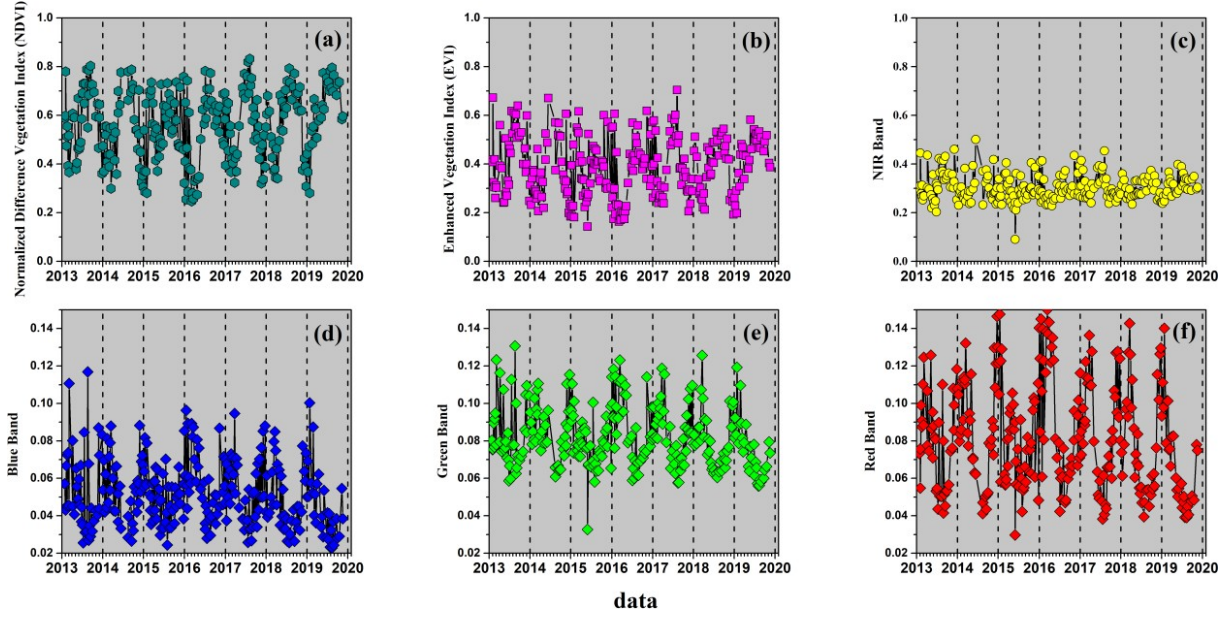 1.0
0.8
0.6
0.4
0.2
0.0
Normalized Difference Vegetation Index (NDVI)
(a)
2013 2014 2015 2016 2017 2018 2019 2020
1.0
0.8
0.6
0.4
0.2
0.0
Enhanced Vegetation Index (EVI)
(b)
2013 2014 2015 2016 2017 2018 2019 2020
1.0
0.8
0.6
0.4
0.2
0.0
NIR Band
(c)
2013 2014 2015 2016 2017 2018 2019 2020
0.14
0.12
0.10
0.08
0.06
0.04
0.02
Blue Band
(d)
2013 2014 2015 2016 2017 2018 2019 2020
0.14
0.12
0.10
0.08
0.06
0.04
0.02
Green Band
(e)
2013 2014 2015 2016 2017 2018 2019 2020
0.14
0.12
0.10
0.08
0.06
0.04
0.02
Red Band
(f)
2013 2014 2015 2016 2017 2018 2019 2020
data